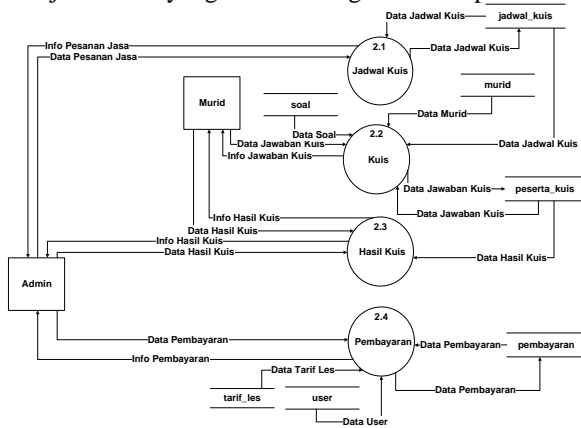 Data Jadwal Kuis
jadwal_kuis
Info Pesanan Jasa
Data Pesanan Jasa
2.1
Jadwal Kuis
Data Jadwal Kuis
murid
Murid
soal
Data Murid
Data Soal
2.2
Kuis
Data Jawaban Kuis
Info Jawaban Kuis
Data Jadwal Kuis
Data Jawaban Kuis
peserta_kuis
Data Jawaban Kuis
Info Hasil Kuis
2.3
Data Hasil Kuis
Info Hasil Kuis
Data Hasil Kuis
Hasil Kuis
Data Hasil Kuis
Admin
2.4
Data Pembayaran
Pembayaran
Data Pembayaran
pembayaran
Info Pembayaran
Data Tarif Les
tarif_les
user
Data Pembayaran
Data User